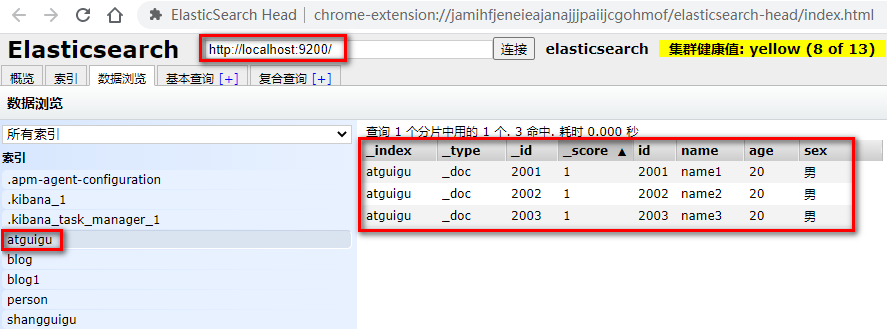 ElasticSearch Head | chrome-extension://jamihfjeneieajanajjjpaiijcgohmof/elasticsearch-head/index.html
Elasticsearch http://localhost:9200/ 连接 elasticsearch 集群健康值: yellow (8 of 13)
概览 索引 数据浏览 基本查询 [+] 复合查询 [+]
数据浏览
所有索引
索引
.apm-agent-configuration
.kibana_1
.kibana_task_manager_1
atguigu
blog
blog1
person
shangguigu
查询 1 个分片中用的 1 个. 3 命中. 耗时 0.000 秒
_index _type _id _score ▲ id name age sex
atguigu _doc 2001 1 2001 name1 20 男
atguigu _doc 2002 1 2002 name2 20 男
atguigu _doc 2003 1 2003 name3 20 男